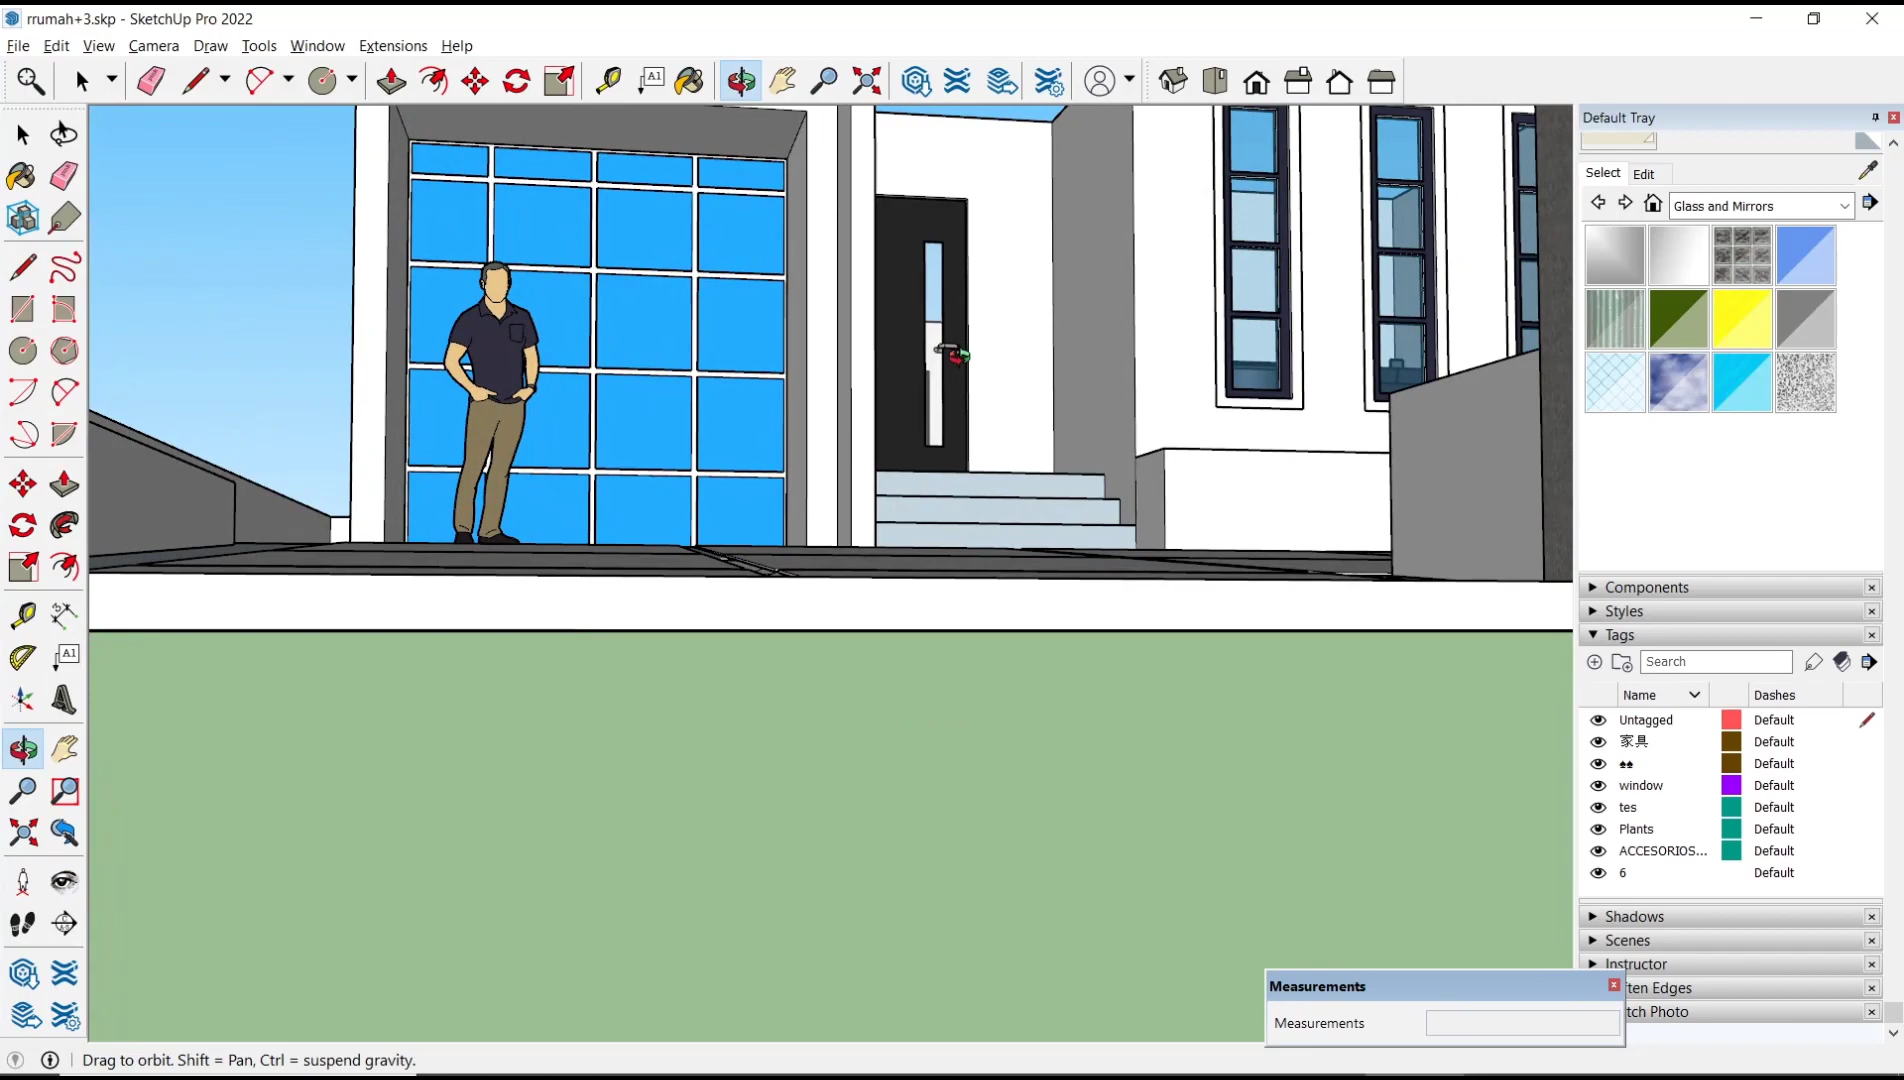 rrumah+3.skp - SketchUp Pro 2022
File Edit View Camera Draw Tools Window Extensions Help
A1
Default Tray
Select Edit
Glass and Mirrors
A1
Components
Styles
Tags
Search
Name Dashes
Untagged Default
家具 Default
♠♠ Default
window Default
tes Default
Plants Default
ACCESORIOS... Default
6 Default
Shadows
Scenes
Instructor
ften Edges
tch Photo
Measurements
Measurements
Drag to orbit. Shift = Pan, Ctrl = suspend gravity.